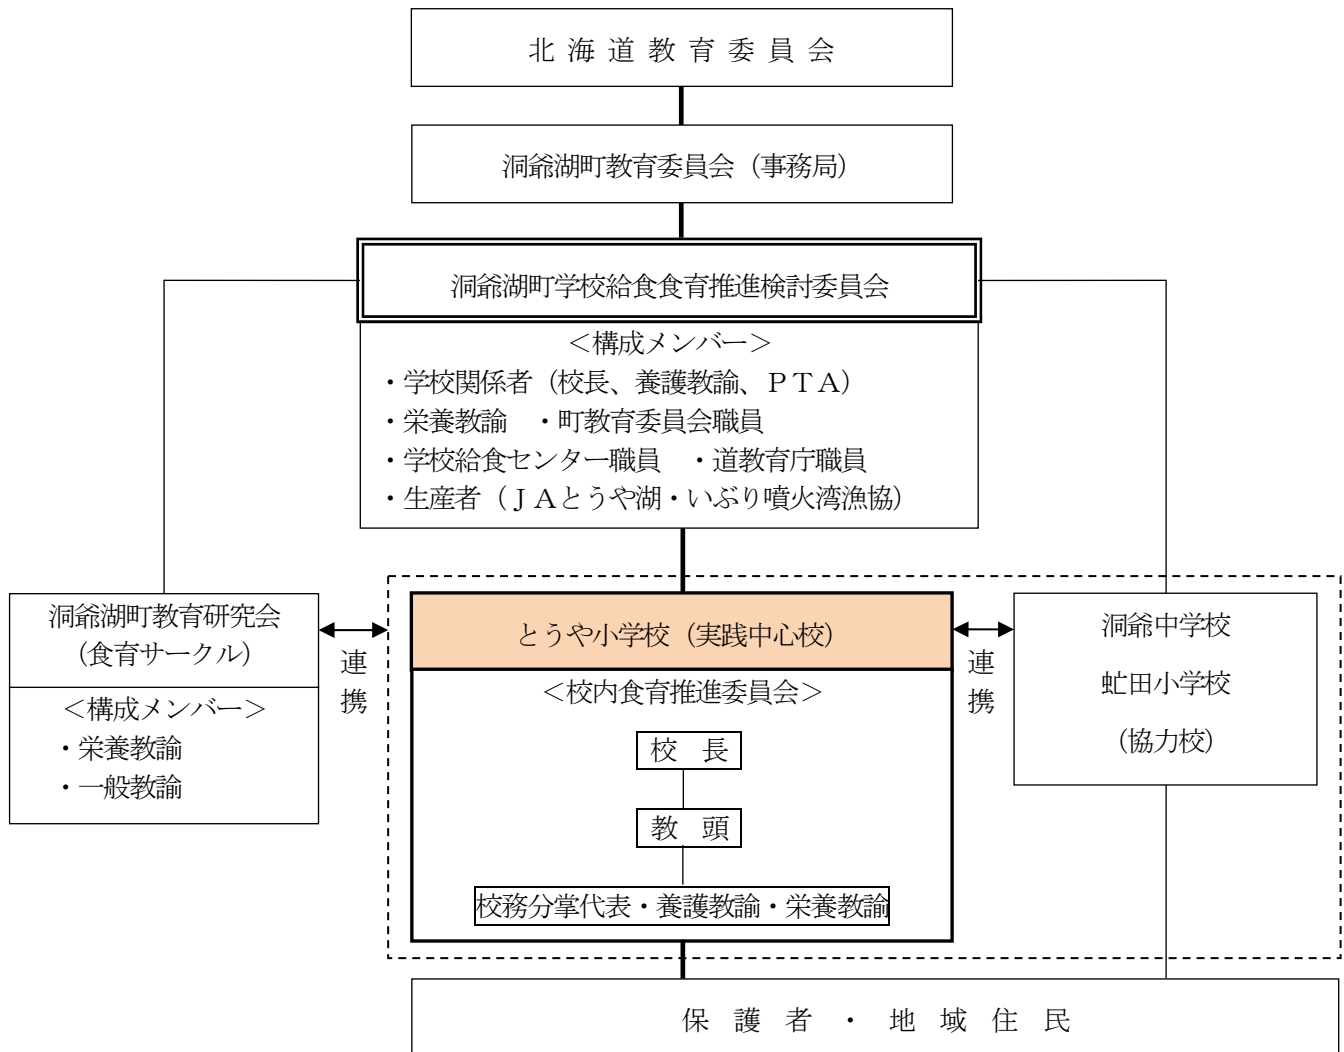 北海道教育委員会
洞爺湖町教育委員会（事務局）
洞爺湖町学校給食食育推進検討委員会
＜構成メンバー＞
・学校関係者（校長、養護教諭、ＰＴＡ）
・栄養教諭　・町教育委員会職員
・学校給食センター職員　・道教育庁職員
・生産者（ＪＡとうや湖・いぶり噴火湾漁協）
洞爺湖町教育研究会
（食育サークル）
＜構成メンバー＞
・栄養教諭
・一般教諭
連携
とうや小学校（実践中心校）
＜校内食育推進委員会＞
校　長
教　頭
校務分掌代表・養護教諭・栄養教諭
連携
洞爺中学校
虻田小学校
（協力校）
保護者・地域住民